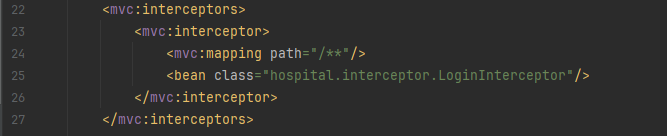 22 <mvc:interceptors>
23 <mvc:interceptor>
24 <mvc:mapping path="/**"/>
25 <bean class="hospital.interceptor.LoginInterceptor"/>
26 </mvc:interceptor>
27 </mvc:interceptors>